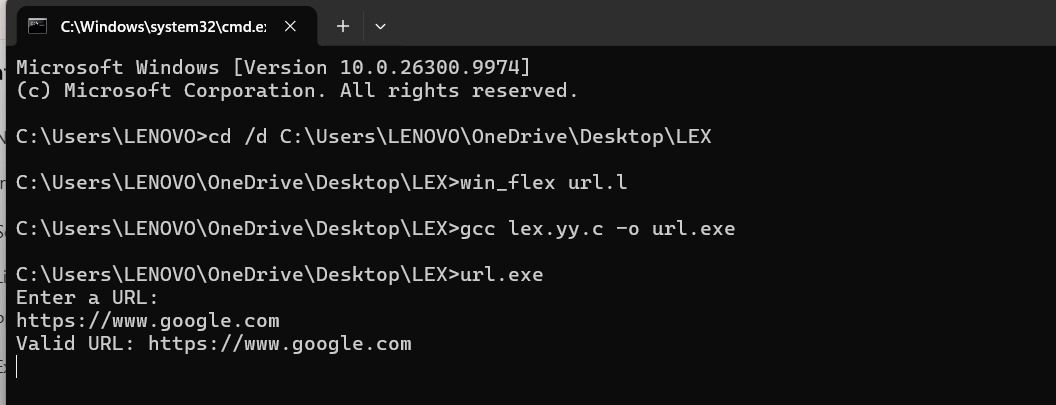 C:\Windows\system32\cmd.e
Microsoft Windows [Version 10.0.26300.9974]
(c) Microsoft Corporation. All rights reserved.
C:\Users\LENOVO>cd /d C:\Users\LENOVO\OneDrive\Desktop\LEX
C:\Users\LENOVO\OneDrive\Desktop\LEX>win_flex url.l
C:\Users\LENOVO\OneDrive\Desktop\LEX>gcc lex.yy.c -o url.exe
C:\Users\LENOVO\OneDrive\Desktop\LEX>url.exe
Enter a URL:
https://www.google.com
Valid URL: https://www.google.com